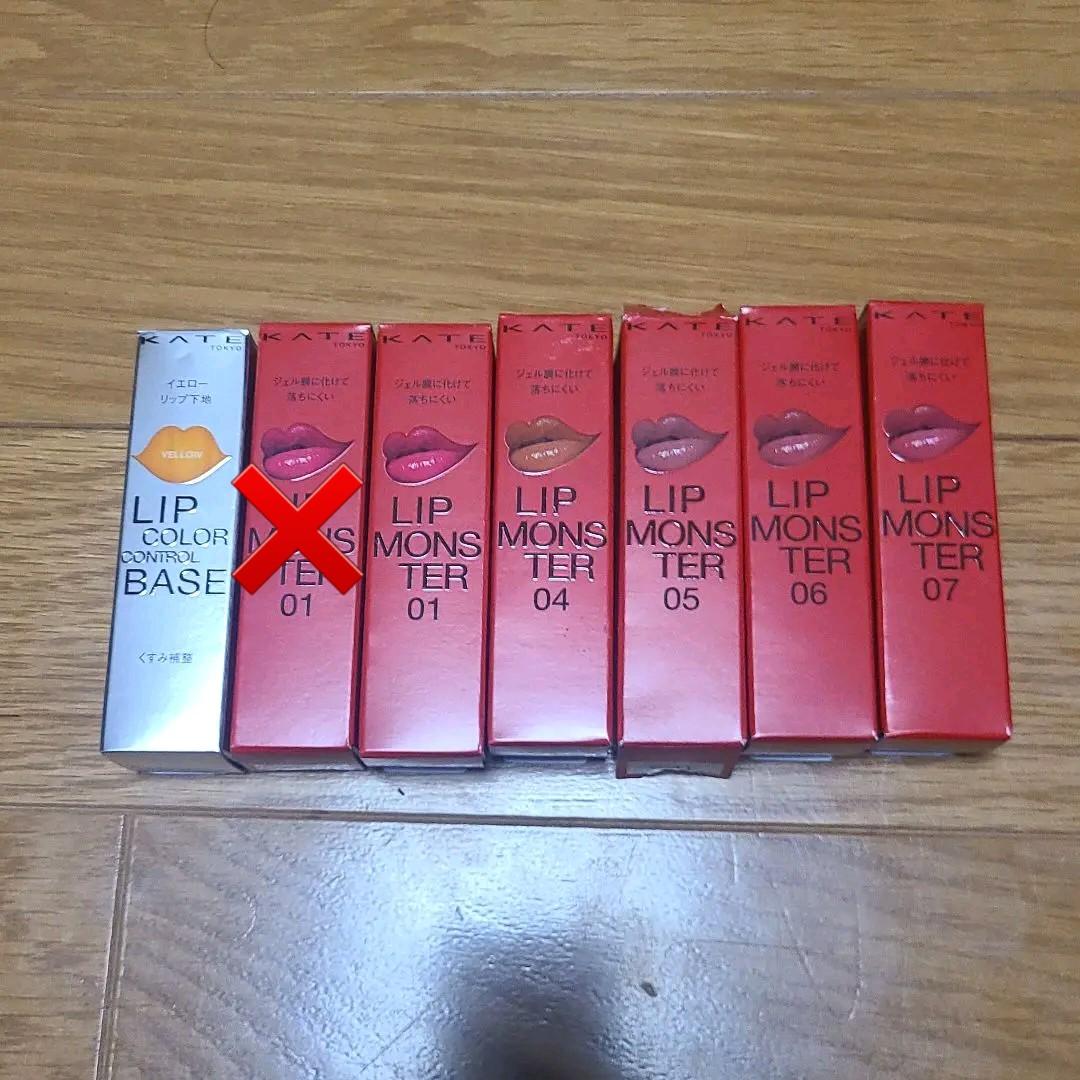 KATE
TOKYO
イエロー
リップ下地
YELLOW
LIP
COLOR
CONTROL
BASE
くすみ補整
KATE
TOKYO
ジェル膜に化けて
落ちにくい
LIP
MONS
TER
01
KATE
TOKYO
ジェル膜に化けて
落ちにくい
LIP
MONS
TER
01
KATE
TOKYO
ジェル膜に化けて
落ちにくい
LIP
MONS
TER
04
KATE
TOKYO
ジェル膜に化けて
落ちにくい
LIP
MONS
TER
05
KATE
TOKYO
ジェル膜に化けて
落ちにくい
LIP
MONS
TER
06
KATE
TOKYO
ジェル膜に化けて
落ちにくい
LIP
MONS
TER
07